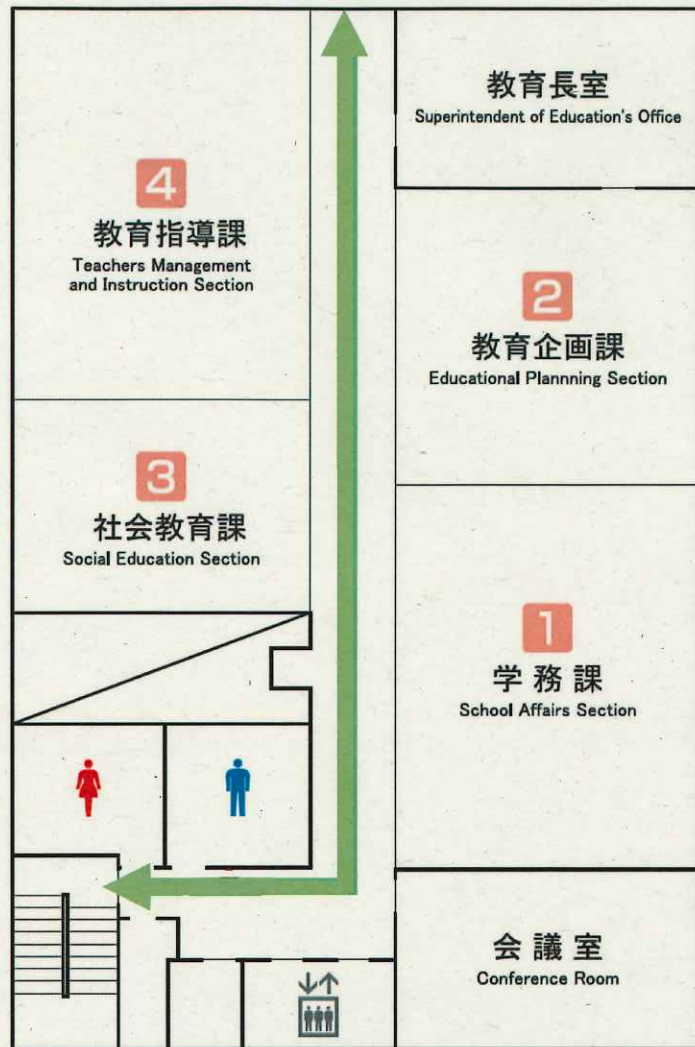 教育長室
Superintendent of Education's Office
4
教育指導課
Teachers Management
and Instruction Section
2
教育企画課
Educational Plannning Section
3
社会教育課
Social Education Section
1
学務課
School Affairs Section
会議室
Conference Room